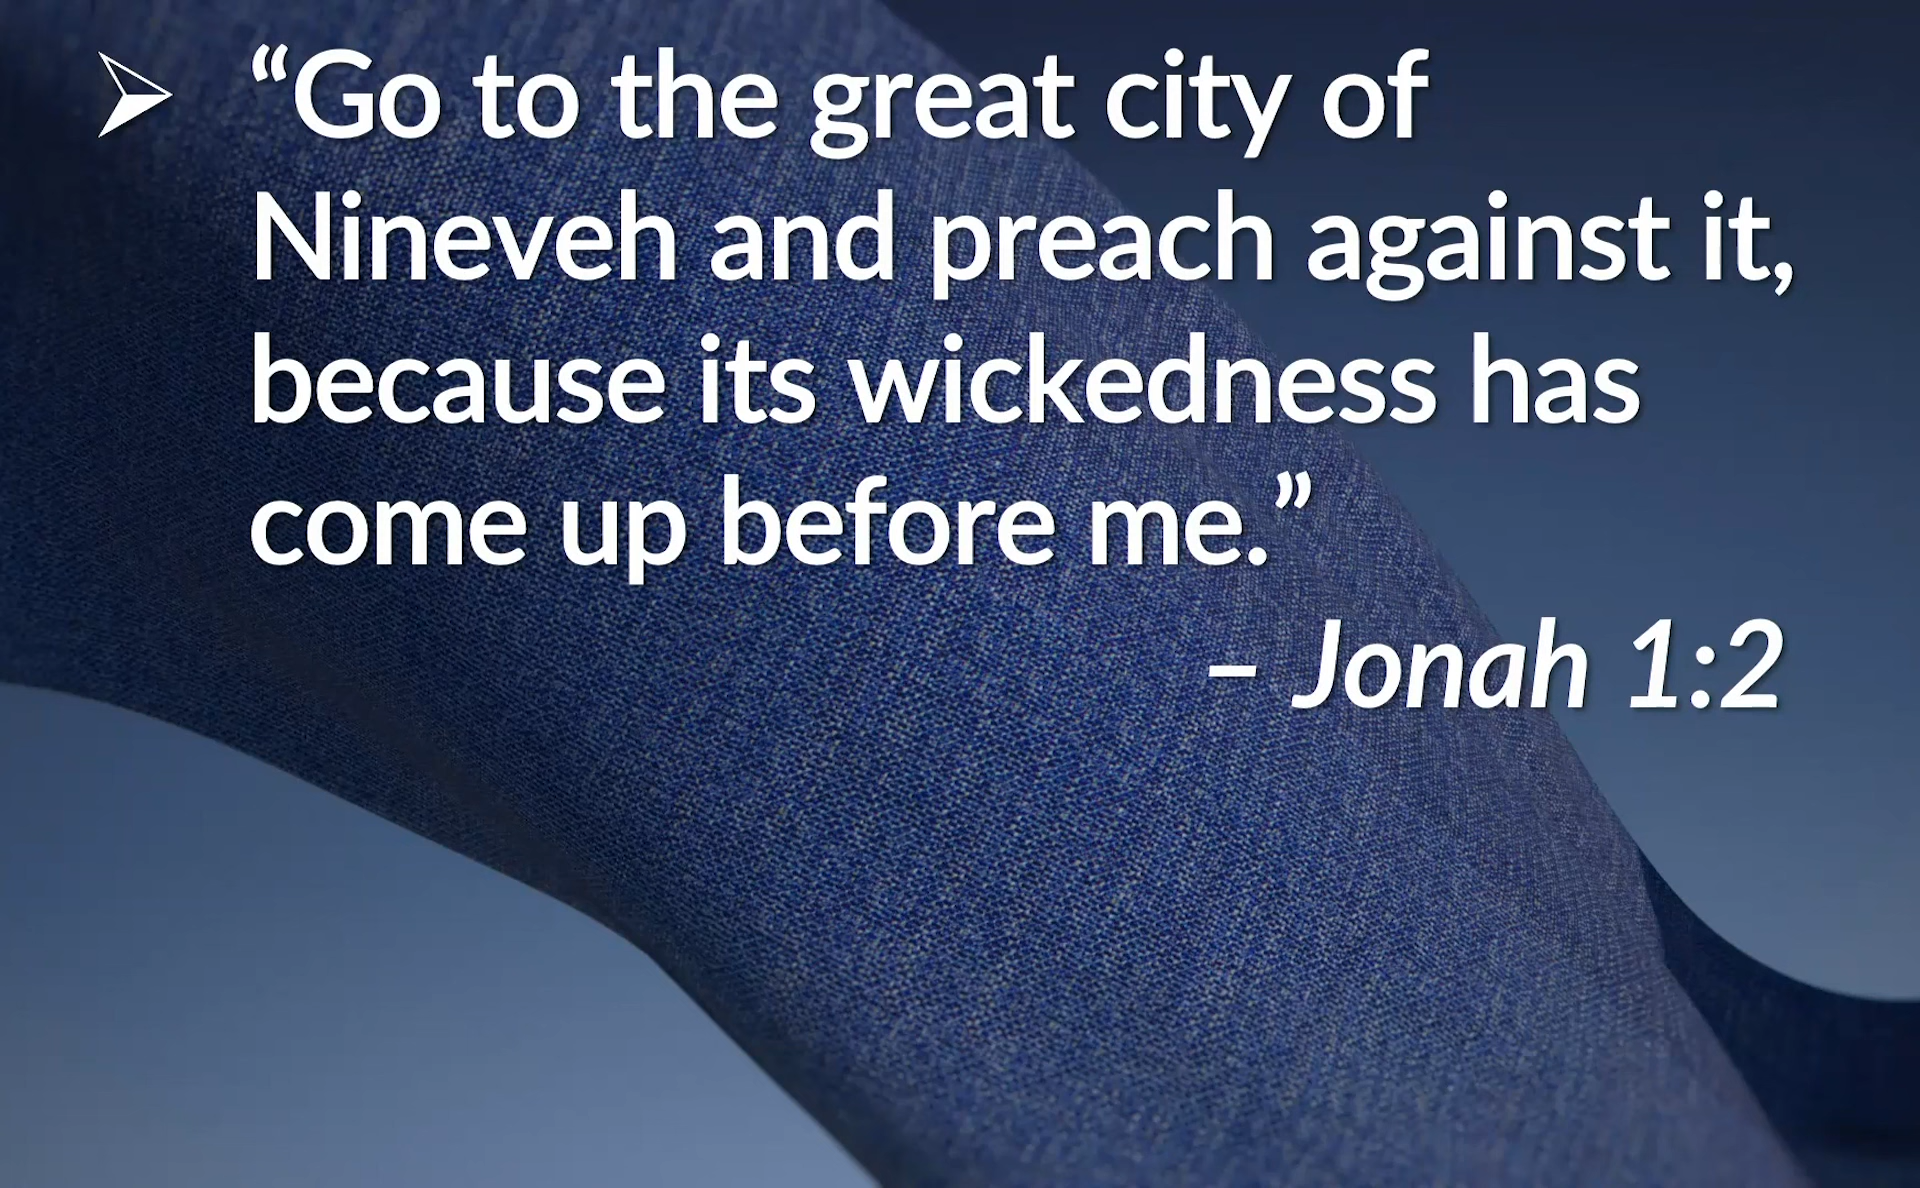 ➢ “Go to the great city of
Nineveh and preach against it,
because its wickedness has
come up before me.”
– Jonah 1:2